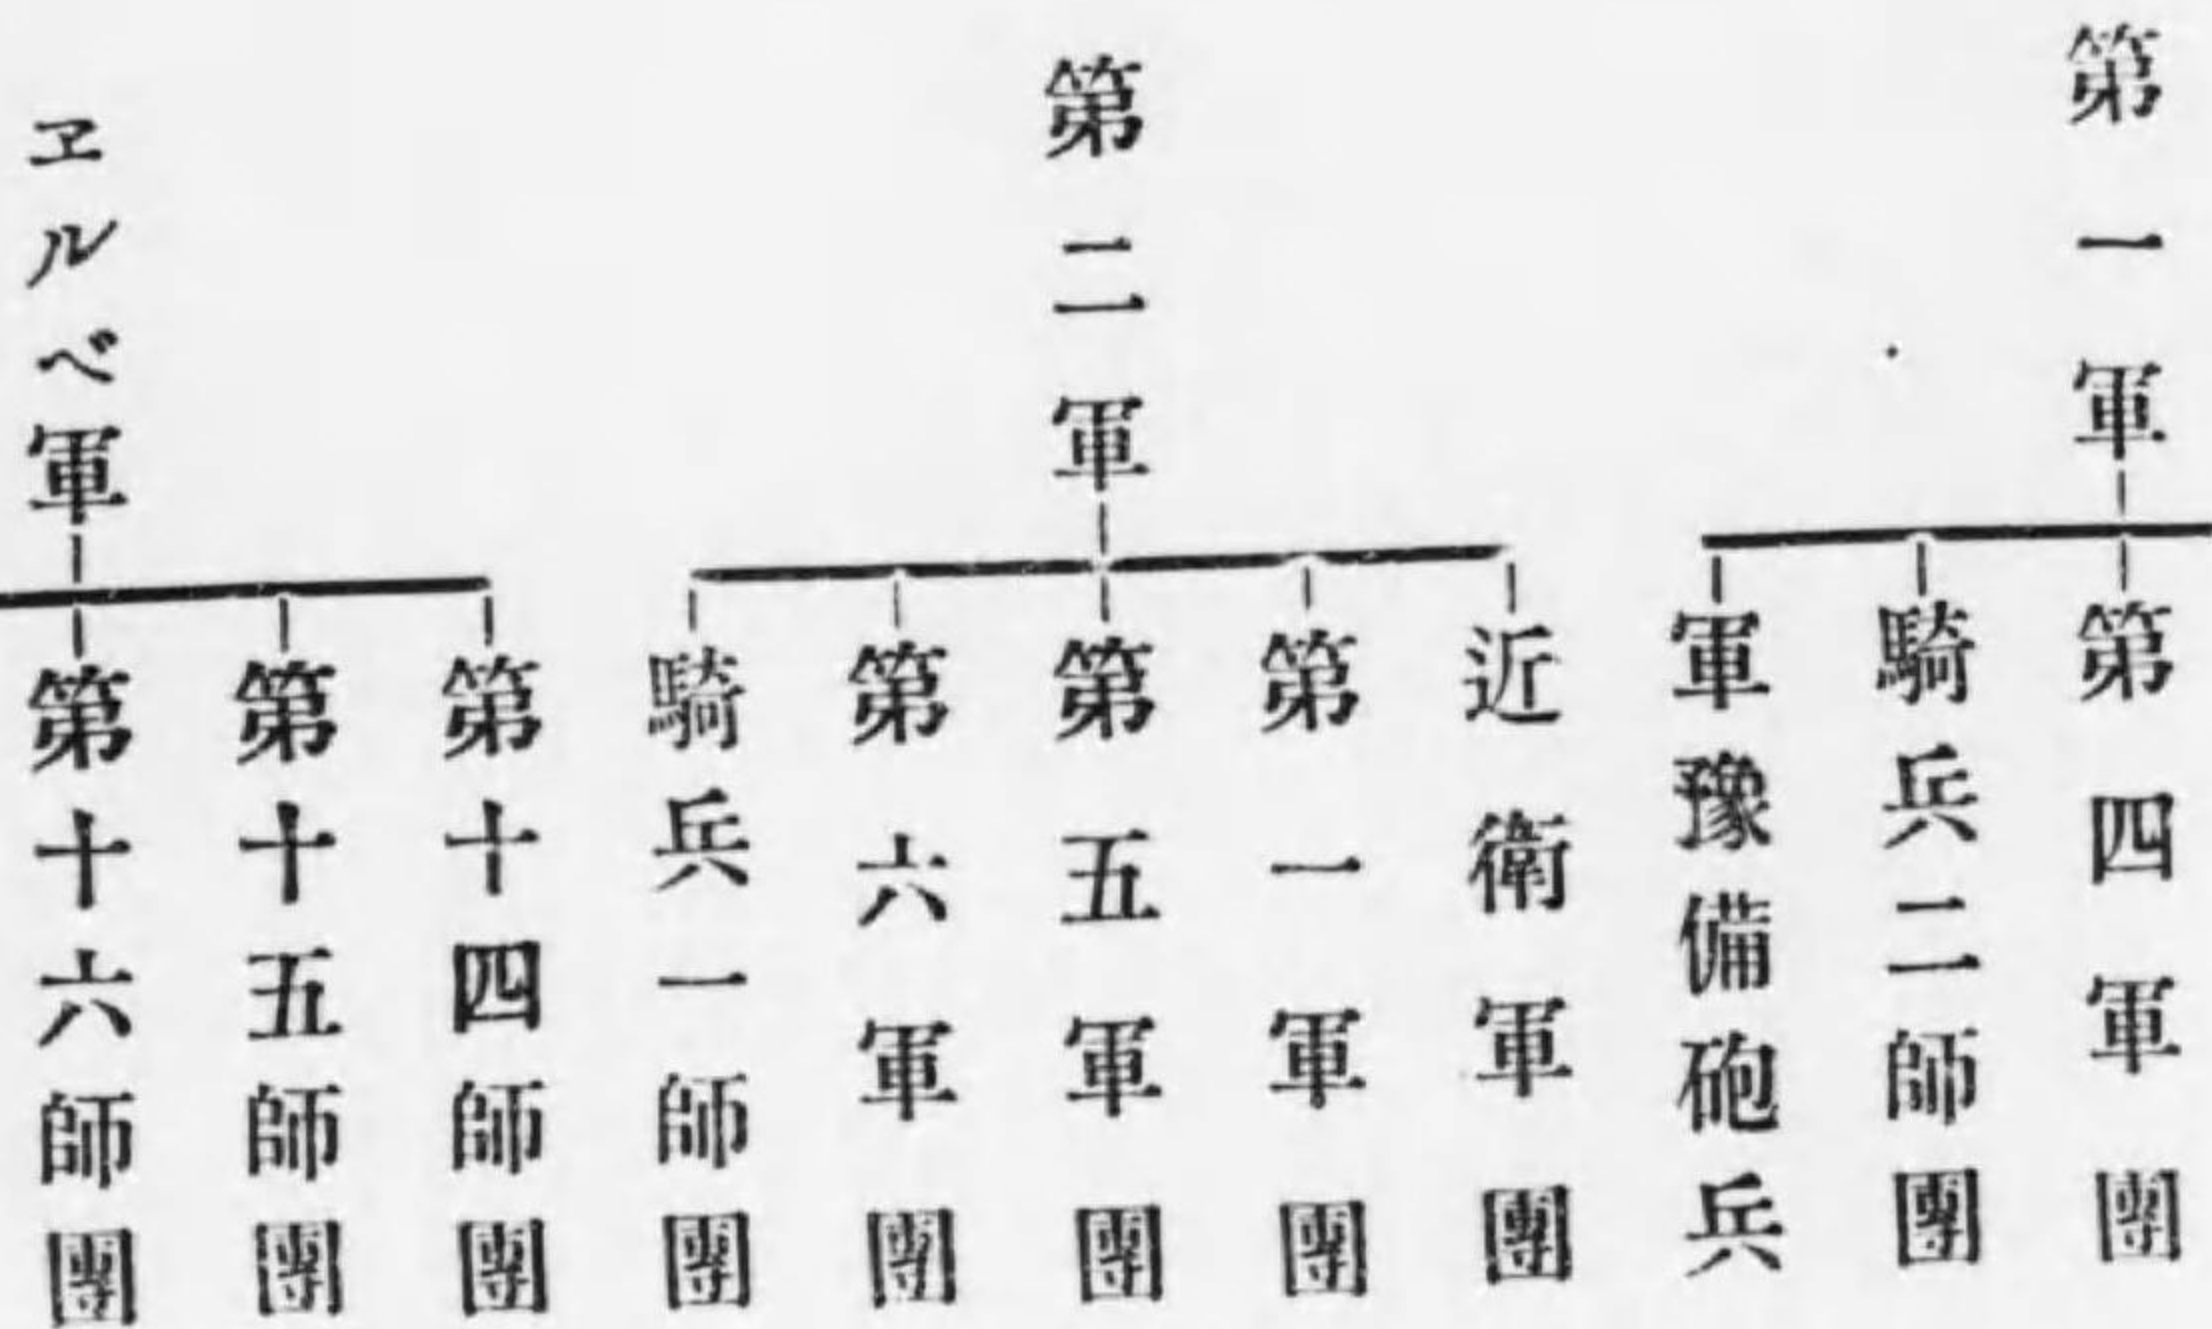 第一軍
第四軍團
騎兵二師團
軍豫備砲兵
第二軍
近衛軍團
第一軍團
第五軍團
第六軍團
騎兵一師團
ヱルベ軍
第十四師團
第十五師團
第十六師團